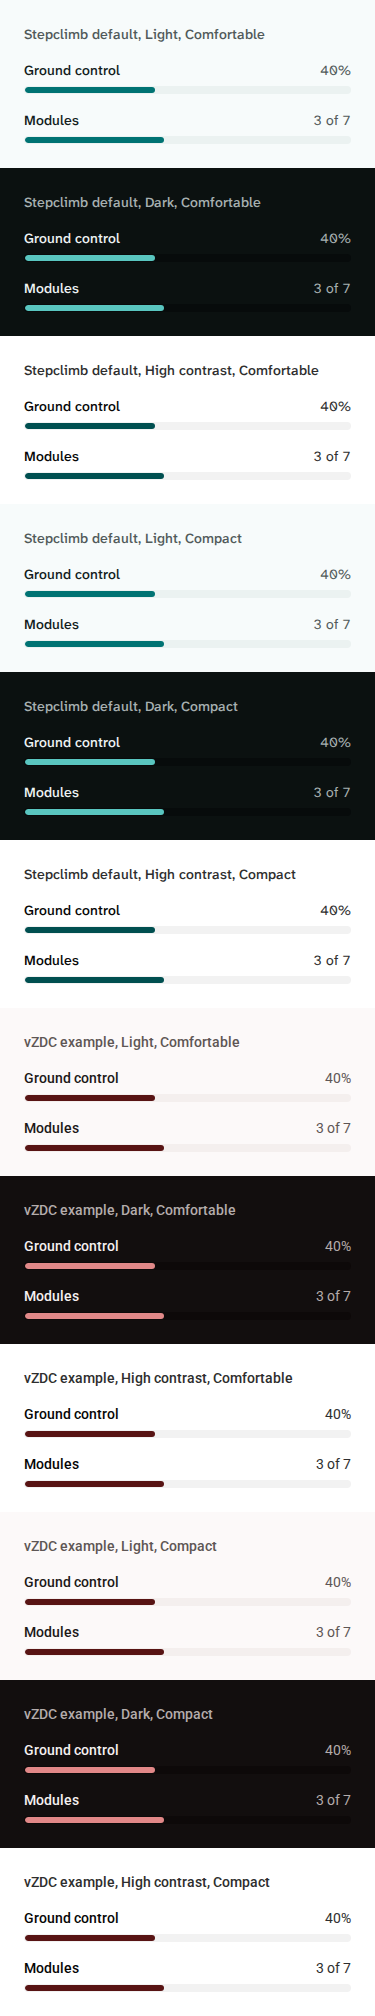 Stepclimb default, Light, Comfortable
Ground control 40%
Modules 3 of 7
Stepclimb default, Dark, Comfortable
Ground control 40%
Modules 3 of 7
Stepclimb default, High contrast, Comfortable
Ground control 40%
Modules 3 of 7
Stepclimb default, Light, Compact
Ground control 40%
Modules 3 of 7
Stepclimb default, Dark, Compact
Ground control 40%
Modules 3 of 7
Stepclimb default, High contrast, Compact
Ground control 40%
Modules 3 of 7
vZDC example, Light, Comfortable
Ground control 40%
Modules 3 of 7
vZDC example, Dark, Comfortable
Ground control 40%
Modules 3 of 7
vZDC example, High contrast, Comfortable
Ground control 40%
Modules 3 of 7
vZDC example, Light, Compact
Ground control 40%
Modules 3 of 7
vZDC example, Dark, Compact
Ground control 40%
Modules 3 of 7
vZDC example, High contrast, Compact
Ground control 40%
Modules 3 of 7